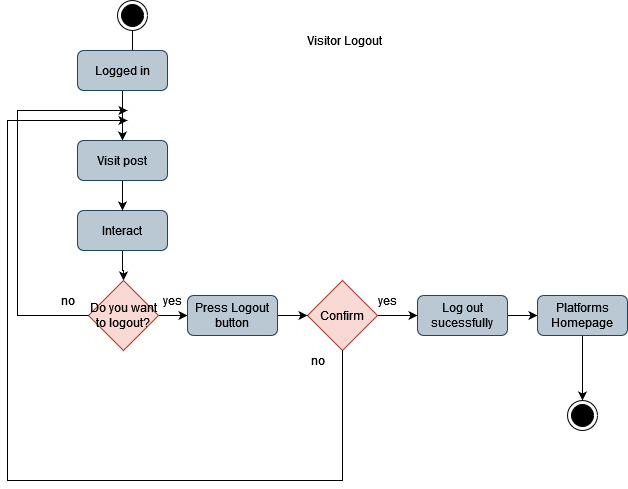 Visitor Logout
Logged in
Visit post
Interact
no
Do you want
to logout?
yes
Press Logout
button
Confirm
yes
no
Log out
sucessfully
Platforms
Homepage